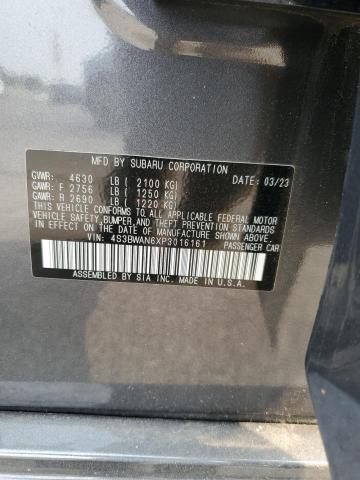 MFD BY SUBARU CORPORATION
GVWR: 4630 LB ( 2100 KG) DATE: 03/23
GAWR: F 2756 LB ( 1250 KG)
GAWR: R 2690 LB ( 1220 KG)
THIS VEHICLE CONFORMS TO ALL APPLICABLE FEDERAL MOTOR
VEHICLE SAFETY, BUMPER, AND THEFT PREVENTION STANDARDS
IN EFFECT ON THE DATE OF MANUFACTURE SHOWN ABOVE.
VIN: 4S3BWAN6XP3016161 PASSENGER CAR
ASSEMBLED BY SIA INC. MADE IN U.S.A.